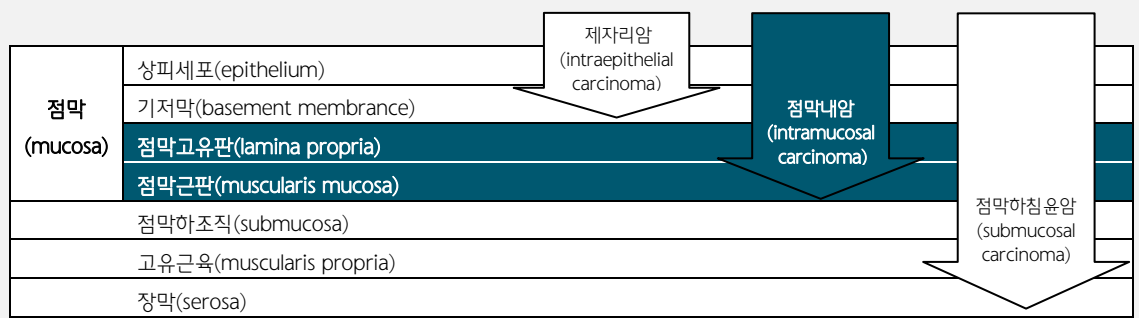 제자리암
(intraepithelial
carcinoma)
점막
(mucosa)
상피세포(epithelium)
기저막(basement membrance)
점막고유판(lamina propria)
점막근판(muscularis mucosa)
점막내암
(intramucosal
carcinoma)
점막하조직(submucosa)
고유근육(muscularis propria)
장막(serosa)
점막하침윤암
(submucosal
carcinoma)